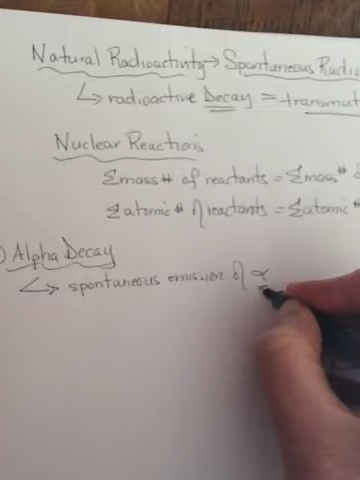 Natural Radioactivity → Spontaneous Radio
↳ radioactive Decay = transmut
Nuclear Reactions
Σmass# of reactants = Σmass#
Σatomic# of reactants = Σatomic#
) Alpha Decay
↳ spontaneous emission of α